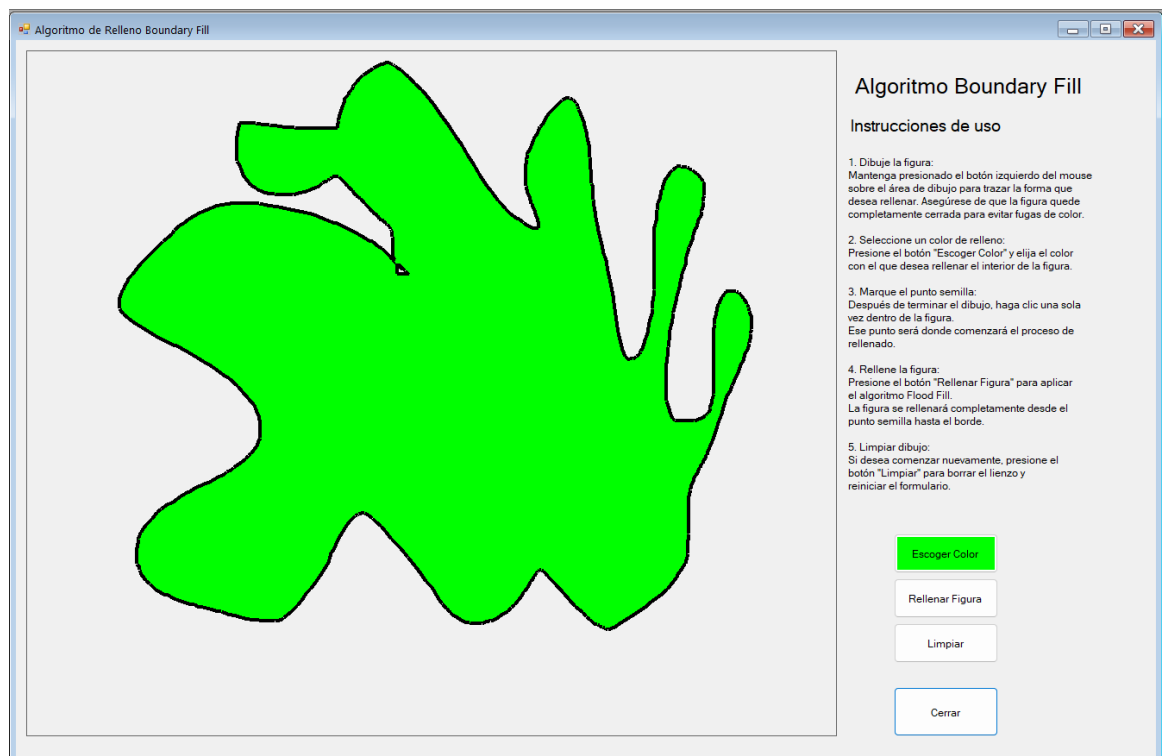 Algoritmo de Relleno Boundary Fill
Algoritmo Boundary Fill
Instrucciones de uso
1. Dibuje la figura:
Mantenga presionado el botón izquierdo del mouse
sobre el área de dibujo para trazar la forma que
desea rellenar. Asegúrese de que la figura quede
completamente cerrada para evitar fugas de color.
2. Seleccione un color de relleno:
Presione el botón "Escoger Color" y elija el color
con el que desea rellenar el interior de la figura.
3. Marque el punto semilla:
Después de terminar el dibujo, haga clic una sola
vez dentro de la figura.
Ese punto será donde comenzará el proceso de
rellenado.
4. Rellene la figura:
Presione el botón "Rellenar Figura" para aplicar
el algoritmo Flood Fill.
La figura se rellenará completamente desde el
punto semilla hasta el borde.
5. Limpiar dibujo:
Si desea comenzar nuevamente, presione el
botón "Limpiar" para borrar el lienzo y
reiniciar el formulario.
Escoger Color
Rellenar Figura
Limpiar
Cerrar